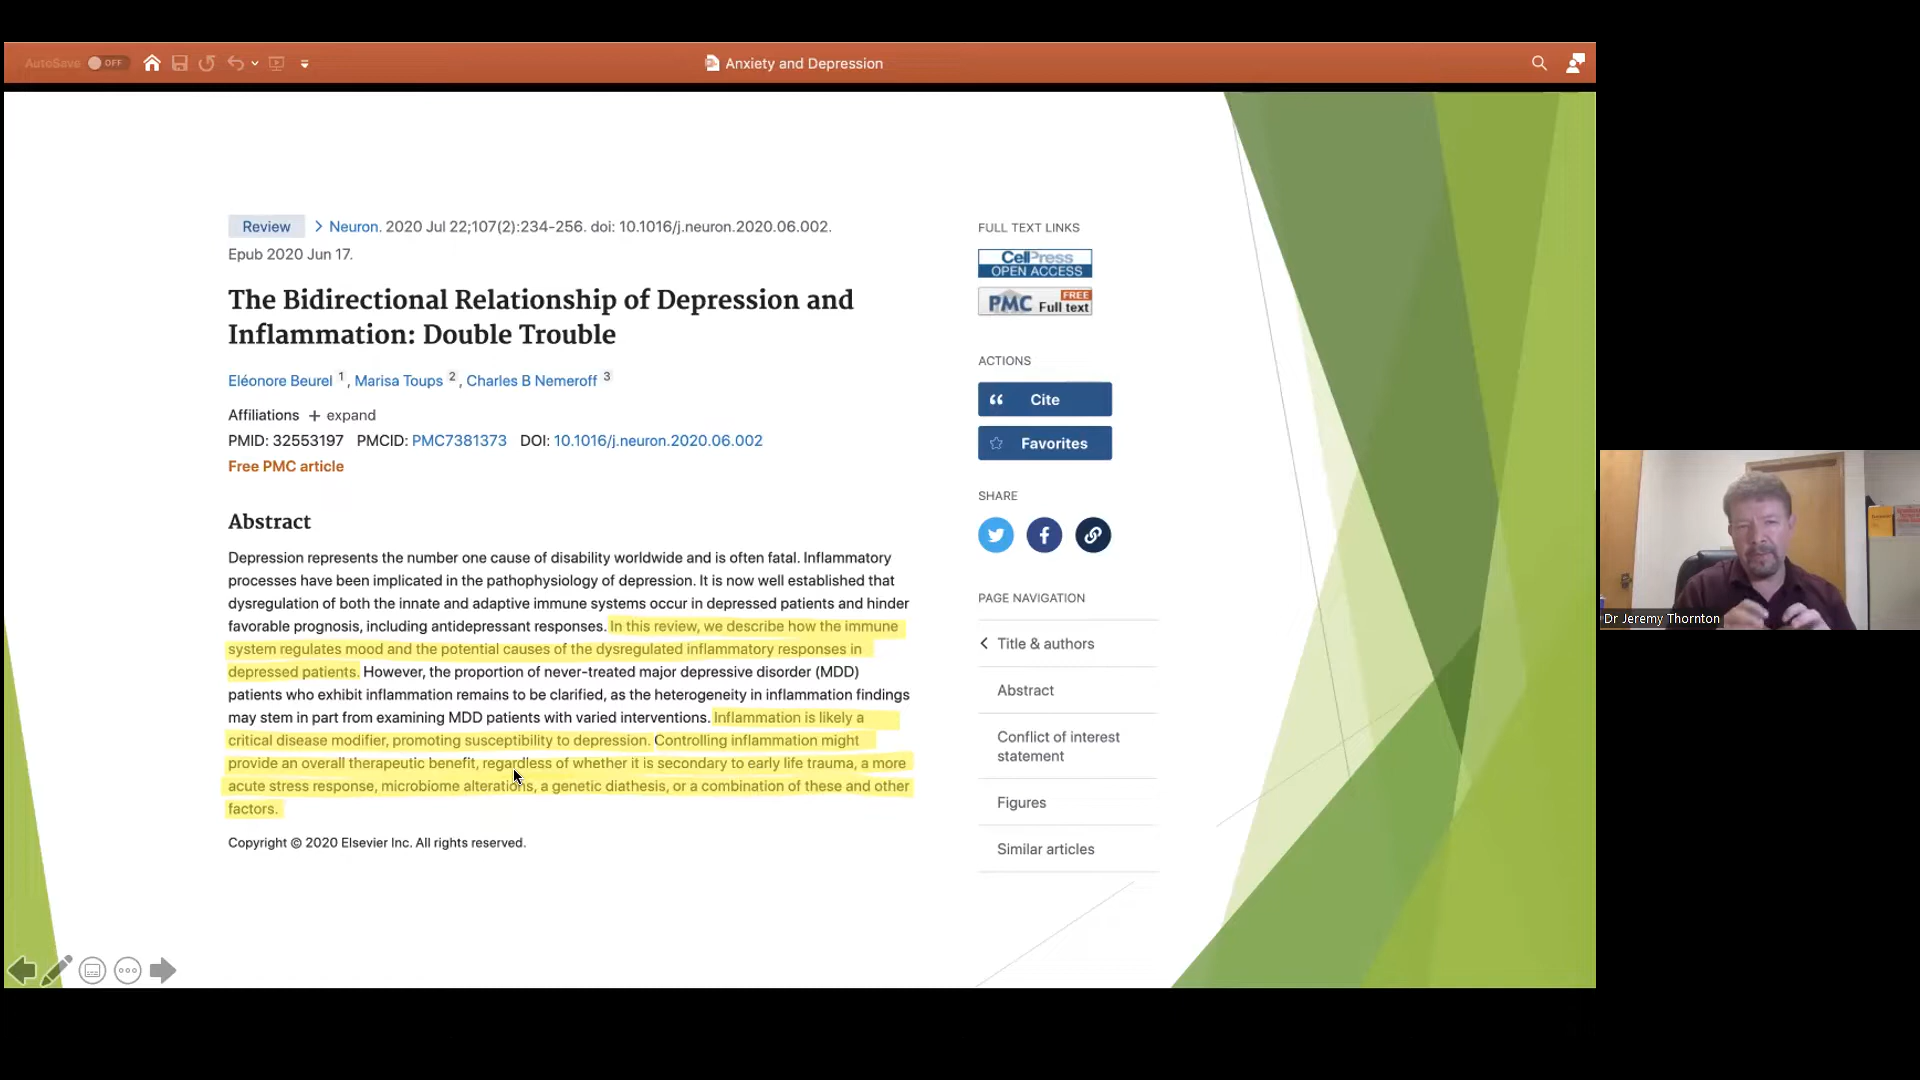 AutoSave OFF
Anxiety and Depression
Review > Neuron. 2020 Jul 22;107(2):234-256. doi: 10.1016/j.neuron.2020.06.002.
Epub 2020 Jun 17.
The Bidirectional Relationship of Depression and
Inflammation: Double Trouble
Eléonore Beurel 1, Marisa Toups 2, Charles B Nemeroff 3
Affiliations + expand
PMID: 32553197 PMCID: PMC7381373 DOI: 10.1016/j.neuron.2020.06.002
Free PMC article
Abstract
Depression represents the number one cause of disability worldwide and is often fatal. Inflammatory
processes have been implicated in the pathophysiology of depression. It is now well established that
dysregulation of both the innate and adaptive immune systems occur in depressed patients and hinder
favorable prognosis, including antidepressant responses. In this review, we describe how the immune
system regulates mood and the potential causes of the dysregulated inflammatory responses in
depressed patients. However, the proportion of never-treated major depressive disorder (MDD)
patients who exhibit inflammation remains to be clarified, as the heterogeneity in inflammation findings
may stem in part from examining MDD patients with varied interventions. Inflammation is likely a
critical disease modifier, promoting susceptibility to depression. Controlling inflammation might
provide an overall therapeutic benefit, regardless of whether it is secondary to early life trauma, a more
acute stress response, microbiome alterations, a genetic diathesis, or a combination of these and other
factors.
Copyright © 2020 Elsevier Inc. All rights reserved.
FULL TEXT LINKS
CellPress
OPEN ACCESS
PMC FREE Full text
ACTIONS
Cite
Favorites
SHARE
PAGE NAVIGATION
Title & authors
Abstract
Conflict of interest
statement
Figures
Similar articles
Dr Jeremy Thornton